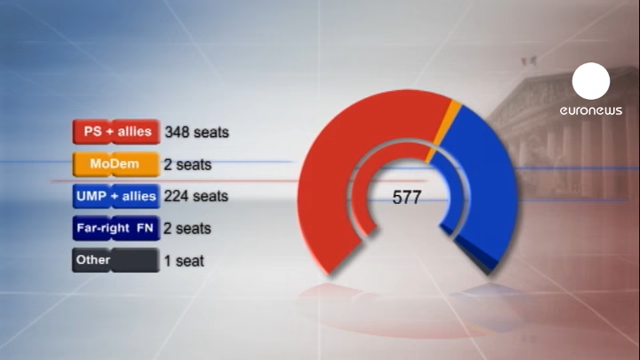 PS + allies 348 seats
MoDem 2 seats
UMP + allies 224 seats
Far-right FN 2 seats
Other 1 seat
577
euronews